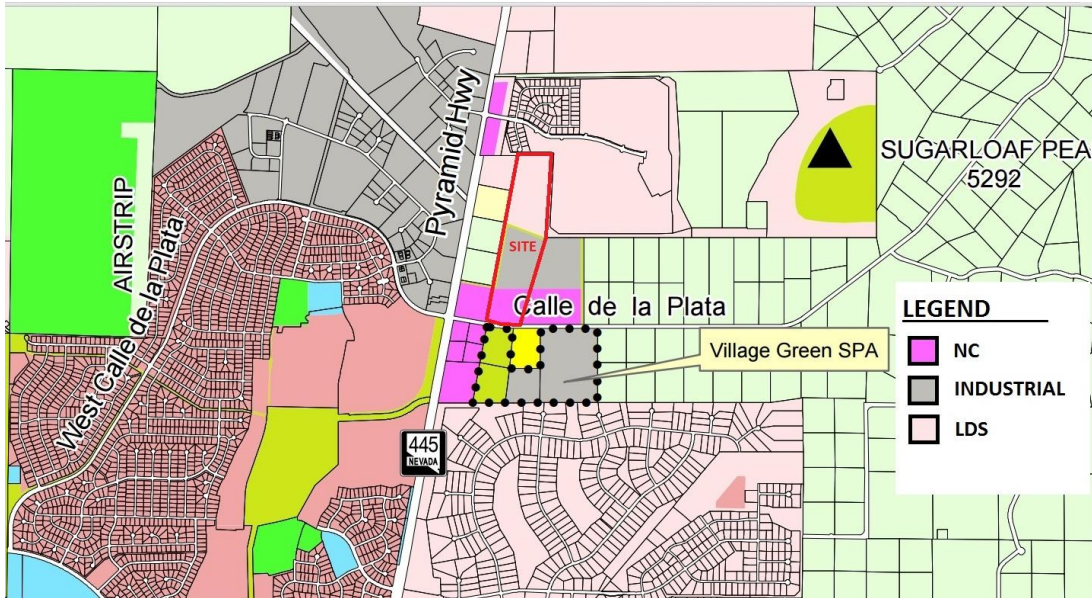 Pyramid Hwy
SUGARLOAF PEA
5292
AIRSTRIP
West Calle de la Plata
SITE
Calle de la Plata
LEGEND
NC
INDUSTRIAL
LDS
Village Green SPA
445
NEVADA